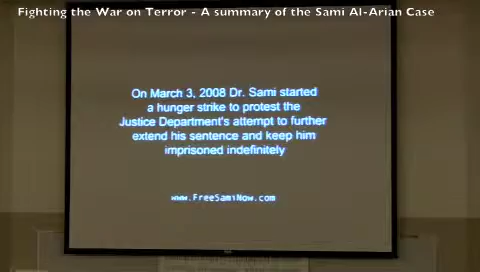 Fighting the War on Terror - A summary of the Sami Al-Arian Case
On March 3, 2008 Dr. Sami started
a hunger strike to protest the
Justice Department's attempt to further
extend his sentence and keep him
imprisoned indefinitely
www.FreeSamiNow.com